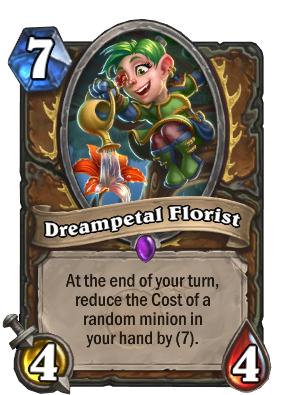 7
Dreampetal Florist
At the end of your turn,
reduce the Cost of a
random minion in
your hand by (7).
4 4